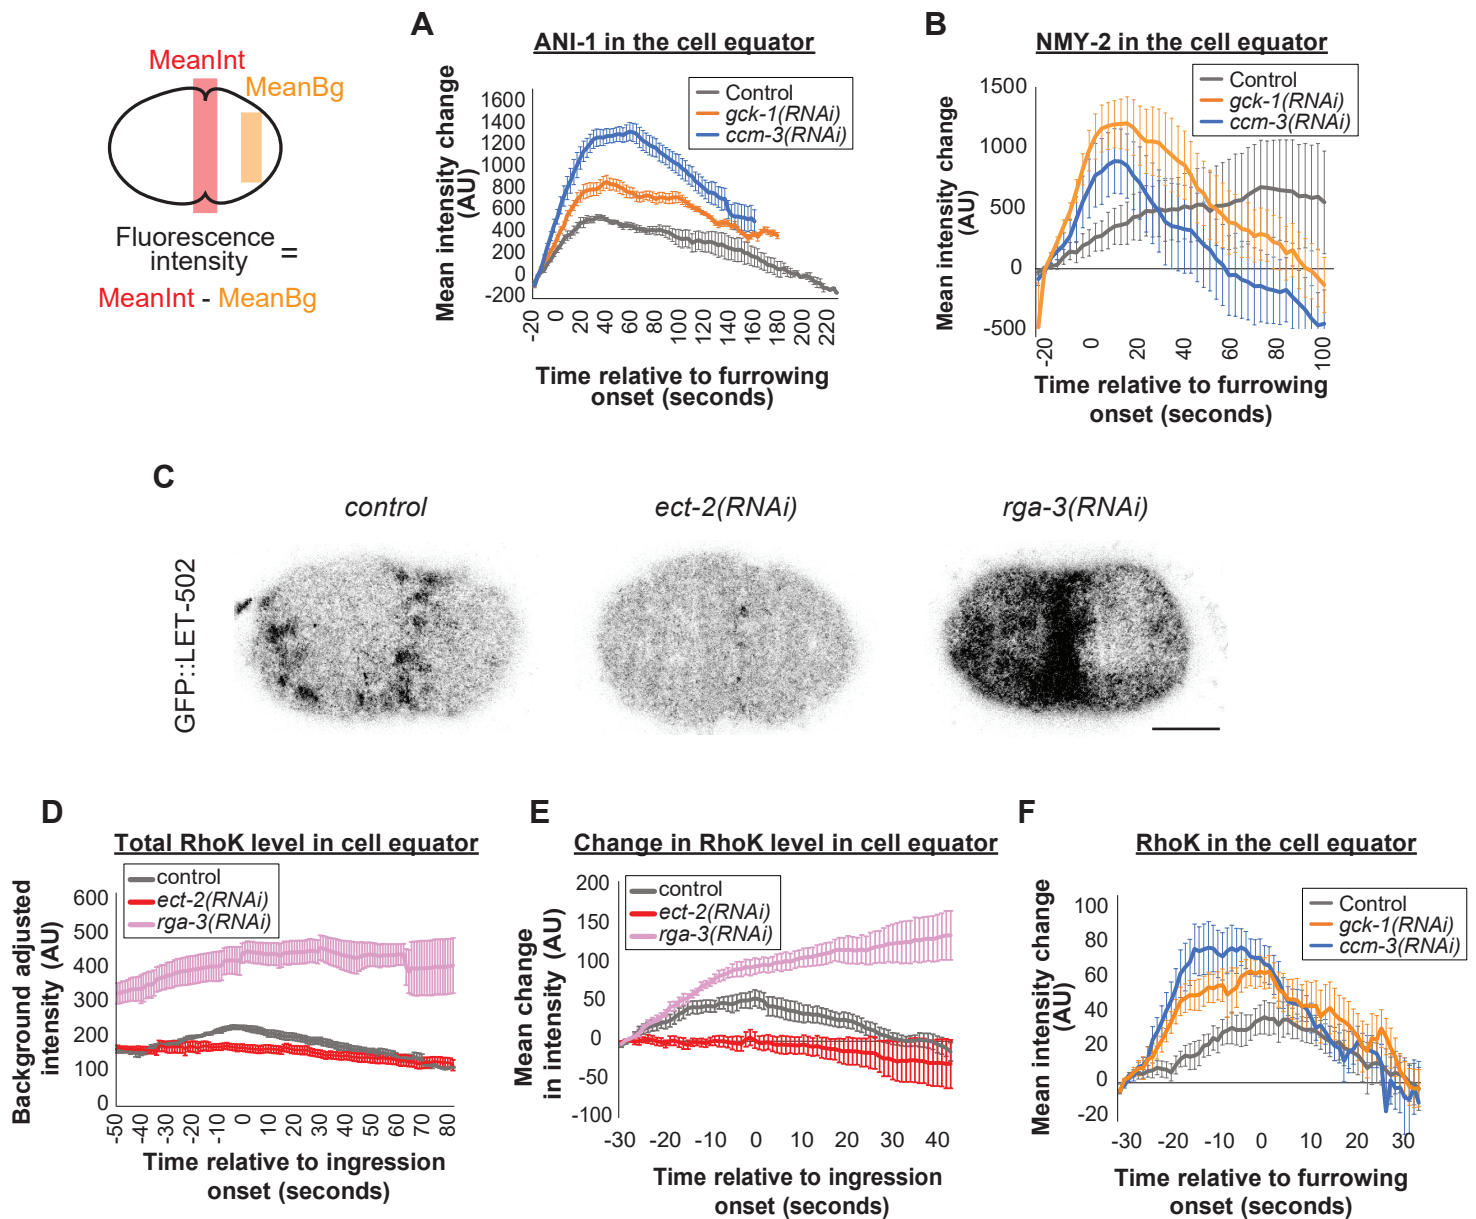 MeanInt
MeanBg
Fluorescence
intensity =
MeanInt - MeanBg
A
ANI-1 in the cell equator
Control
gck-1(RNAi)
ccm-3(RNAi)
Mean intensity change
(AU)
1600
1400
1200
1000
800
600
400
200
0
-200
-20
0
20
40
60
80
100
120
140
160
180
200
220
Time relative to furrowing
onset (seconds)
B
NMY-2 in the cell equator
Control
gck-1(RNAi)
ccm-3(RNAi)
Mean intensity change
(AU)
1500
1000
500
0
-500
-20
0
20
40
60
80
100
Time relative to furrowing
onset (seconds)
C
control
ect-2(RNAi)
rga-3(RNAi)
GFP::LET-502
D
Total RhoK level in cell equator
control
ect-2(RNAi)
rga-3(RNAi)
Background adjusted
intensity (AU)
600
500
400
300
200
100
0
-50
-40
-30
-20
-10
0
10
20
30
40
50
60
70
80
Time relative to ingression
onset (seconds)
E
Change in RhoK level in cell equator
control
ect-2(RNAi)
rga-3(RNAi)
Mean change
in intensity (AU)
200
150
100
50
0
-50
-100
-30 -20 -10 0 10 20 30 40
Time relative to ingression
onset (seconds)
F
RhoK in the cell equator
Control
gck-1(RNAi)
ccm-3(RNAi)
Mean intensity change
(AU)
100
80
60
40
20
0
-20
-30 -20 -10 0 10 20 30
Time relative to furrowing
onset (seconds)